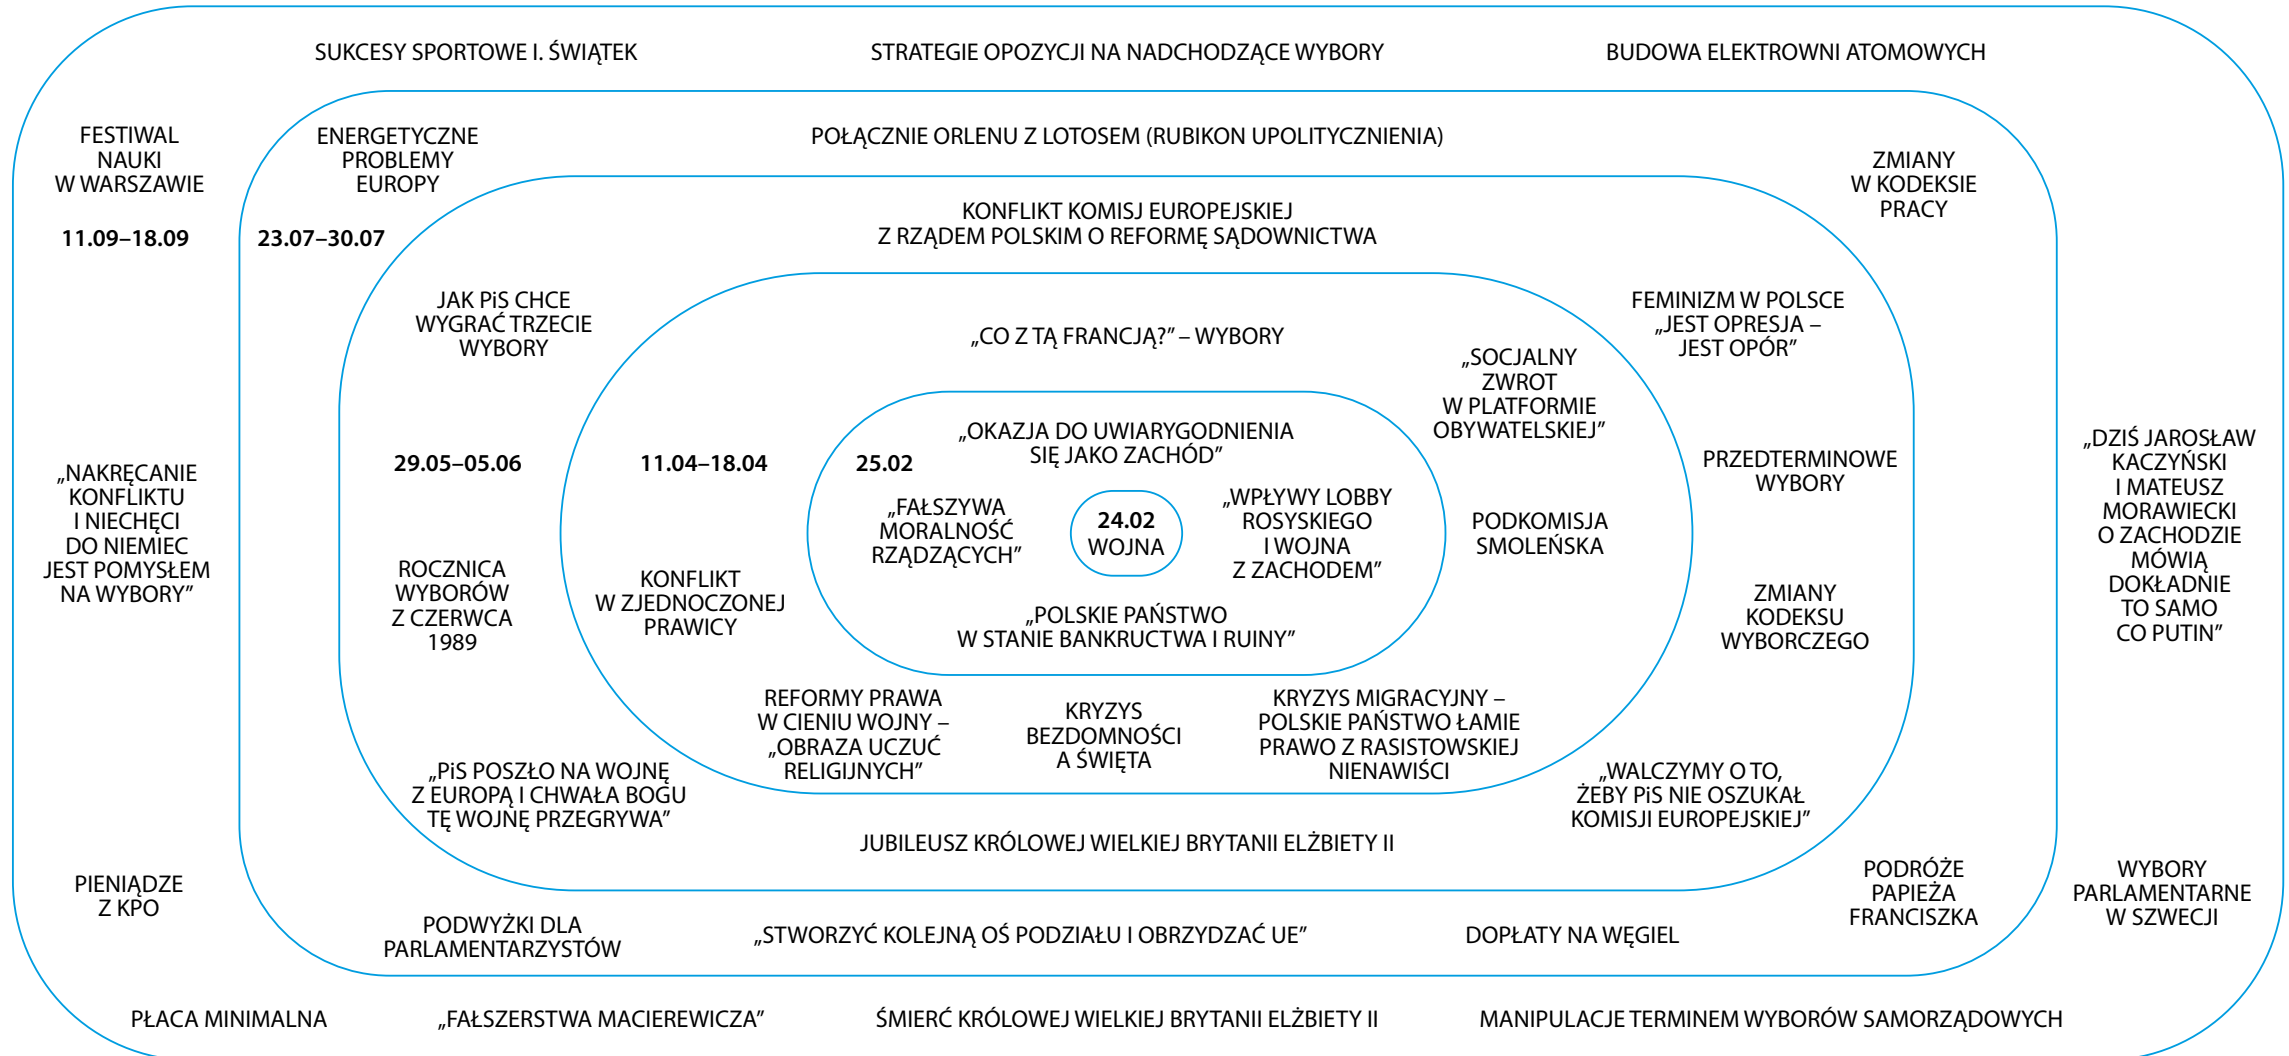 SUKCESY SPORTOWE I. ŚWIĄTEK
STRATEGIE OPOZYCJI NA NADCHODZĄCE WYBORY
BUDOWA ELEKTROWNI ATOMOWYCH
FESTIWAL
NAUKI
W WARSZAWIE
11.09–18.09
„NAKRĘCANIE
KONFLIKTU
I NIECHĘCI
DO NIEMIEC
JEST POMYSŁEM
NA WYBORY”
PIENIĄDZE
Z KPO
PŁACA MINIMALNA
„FAŁSZERSTWA MACIEREWICZA”
ŚMIERĆ KRÓLOWEJ WIELKIEJ BRYTANII ELŻBIETY II
MANIPULACJE TERMINEM WYBORÓW SAMORZĄDOWYCH
„DZIŚ JAROSŁAW
KACZYŃSKI
I MATEUSZ
MORAWIECKI
O ZACHODZIE
MÓWIĄ
DOKŁADNIE
TO SAMO
CO PUTIN”
WYBORY
PARLAMENTARNE
W SZWECJI
ENERGETYCZNE
PROBLEMY
EUROPY
23.07–30.07
POŁĄCZNIE ORLENU Z LOTOSEM (RUBIKON UPOLITYCZNIENIA)
ZMIANY
W KODEKSIE
PRACY
PODWYŻKI DLA
PARLAMENTARZYSTÓW
„STWORZYĆ KOLEJNĄ OŚ PODZIAŁU I OBRZYDZAĆ UE”
DOPŁATY NA WĘGIEL
PODRÓŻE
PAPIEŻA
FRANCISZKA
KONFLIKT KOMISJ EUROPEJSKIEJ
Z RZĄDEM POLSKIM O REFORMĘ SĄDOWNICTWA
JAK PiS CHCE
WYGRAĆ TRZECIE
WYBORY
29.05–05.06
ROCZNICA
WYBORÓW
Z CZERWCA
1989
„PiS POSZŁO NA WOJNĘ
Z EUROPĄ I CHWAŁA BOGU
TĘ WOJNĘ PRZEGRYWA”
JUBILEUSZ KRÓLOWEJ WIELKIEJ BRYTANII ELŻBIETY II
FEMINIZM W POLSCE
„JEST OPRESJA –
JEST OPÓR”
PRZEDTERMINOWE
WYBORY
ZMIANY
KODEKSU
WYBORCZEGO
„WALCZYMY O TO,
ŻEBY PiS NIE OSZUKAŁ
KOMISJI EUROPEJSKIEJ”
„CO Z TĄ FRANCJĄ?” – WYBORY
„SOCJALNY
ZWROT
W PLATFORMIE
OBYWATELSKIEJ”
11.04–18.04
KONFLIKT
W ZJEDNOCZONEJ
PRAWICY
PODKOMISJA
SMOLEŃSKA
REFORMY PRAWA
W CIENIU WOJNY –
„OBRAZA UCZUĆ
RELIGIJNYCH”
KRYZYS
BEZDOMNOŚCI
A ŚWIĘTA
KRYZYS MIGRACYJNY –
POLSKIE PAŃSTWO ŁAMIE
PRAWO Z RASISTOWSKIEJ
NIENAWIŚCI
25.02
„OKAZJA DO UWIARYGODNIENIA
SIĘ JAKO ZACHÓD”
„FAŁSZYWA
MORALNOŚĆ
RZĄDZĄCYCH”
„WPŁYWY LOBBY
ROSYSKIEGO
I WOJNA
Z ZACHODEM”
„POLSKIE PAŃSTWO
W STANIE BANKRUCTWA I RUINY”
24.02
WOJNA